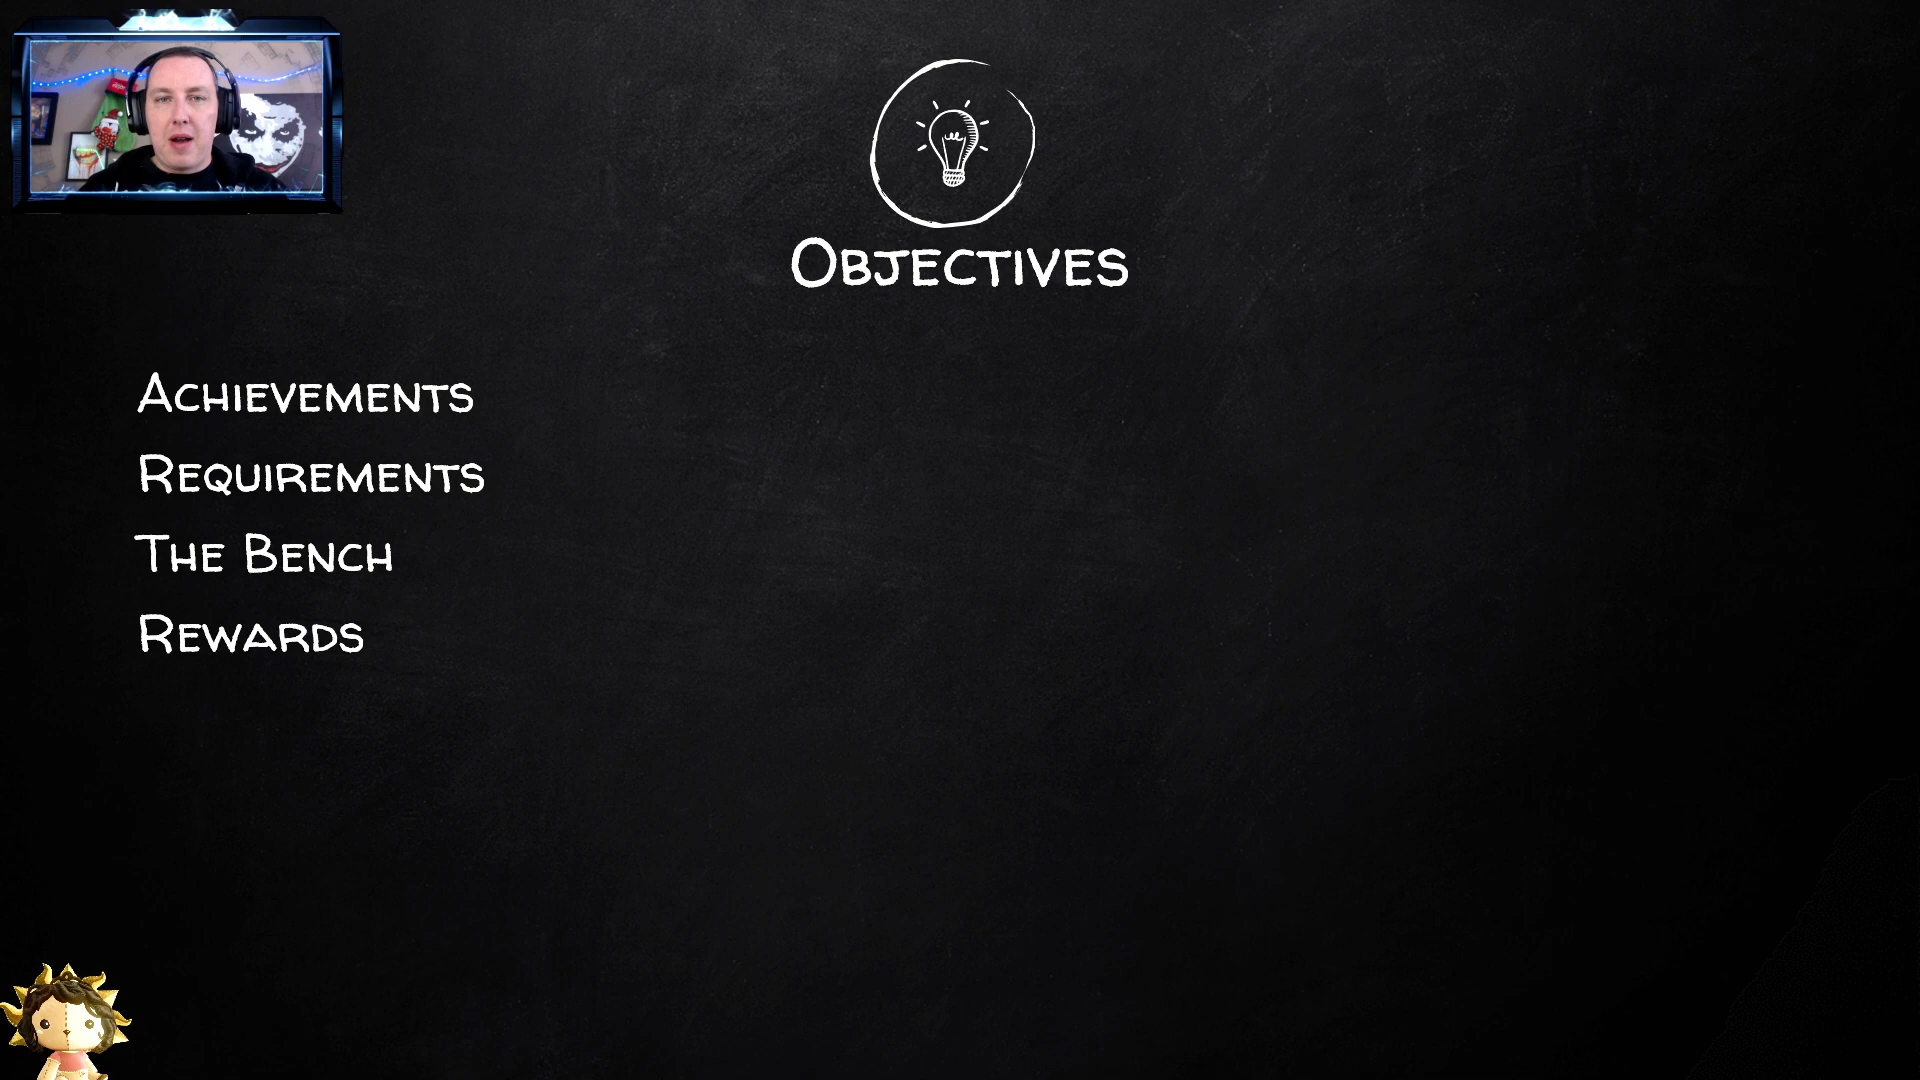 Objectives
Achievements
Requirements
The Bench
Rewards